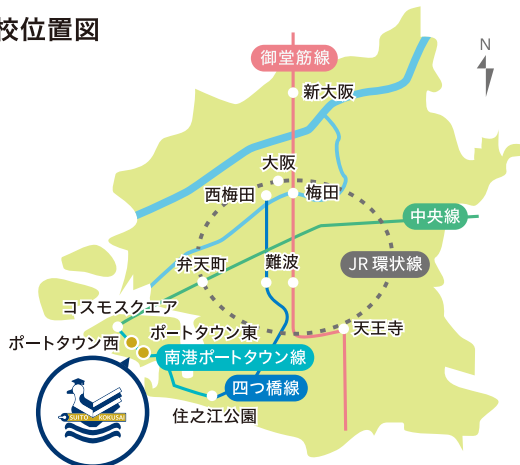 校位置図
N
御堂筋線
新大阪
大阪
西梅田
梅田
中央線
弁天町
難波
JR環状線
コスモスクエア
ポートタウン東
ポートタウン西
天王寺
南港ポートタウン線
四つ橋線
住之江公園
SUITO KOKUSAI